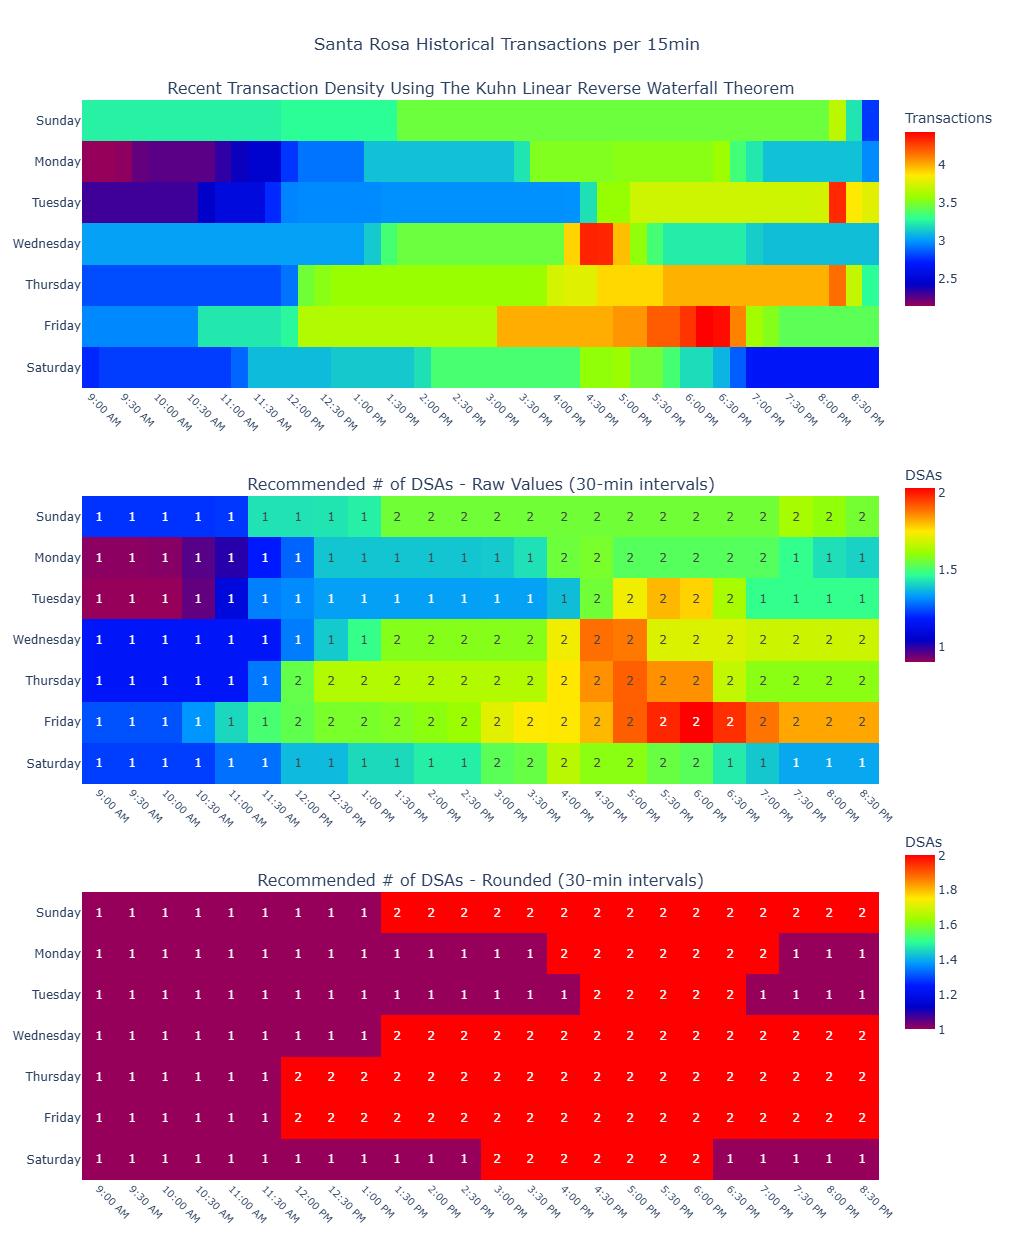 Santa Rosa Historical Transactions per 15min
Recent Transaction Density Using The Kuhn Linear Reverse Waterfall Theorem
Transactions
Sunday
Monday
Tuesday
Wednesday
Thursday
Friday
Saturday
4
3.5
3
2.5
9:00 AM 9:30 AM 10:00 AM 10:30 AM 11:00 AM 11:30 AM 12:00 PM 12:30 PM 1:00 PM 1:30 PM 2:00 PM 2:30 PM 3:00 PM 3:30 PM 4:00 PM 4:30 PM 5:00 PM 5:30 PM 6:00 PM 6:30 PM 7:00 PM 7:30 PM 8:00 PM 8:30 PM
Recommended # of DSAs - Raw Values (30-min intervals)
DSAs
Sunday 1 1 1 1 1 1 1 1 1 2 2 2 2 2 2 2 2 2 2 2 2 2 2 2
Monday 1 1 1 1 1 1 1 1 1 1 1 1 1 1 2 2 2 2 2 2 2 1 1 1
Tuesday 1 1 1 1 1 1 1 1 1 1 1 1 1 1 1 2 2 2 2 2 1 1 1 1
Wednesday 1 1 1 1 1 1 1 1 1 2 2 2 2 2 2 2 2 2 2 2 2 2 2 2
Thursday 1 1 1 1 1 1 2 2 2 2 2 2 2 2 2 2 2 2 2 2 2 2 2 2
Friday 1 1 1 1 1 1 2 2 2 2 2 2 2 2 2 2 2 2 2 2 2 2 2 2
Saturday 1 1 1 1 1 1 1 1 1 1 1 1 2 2 2 2 2 2 2 1 1 1 1 1
2
1.5
1
9:00 AM 9:30 AM 10:00 AM 10:30 AM 11:00 AM 11:30 AM 12:00 PM 12:30 PM 1:00 PM 1:30 PM 2:00 PM 2:30 PM 3:00 PM 3:30 PM 4:00 PM 4:30 PM 5:00 PM 5:30 PM 6:00 PM 6:30 PM 7:00 PM 7:30 PM 8:00 PM 8:30 PM
Recommended # of DSAs - Rounded (30-min intervals)
DSAs
Sunday 1 1 1 1 1 1 1 1 1 2 2 2 2 2 2 2 2 2 2 2 2 2 2 2
Monday 1 1 1 1 1 1 1 1 1 1 1 1 1 1 2 2 2 2 2 2 2 1 1 1
Tuesday 1 1 1 1 1 1 1 1 1 1 1 1 1 1 1 2 2 2 2 2 1 1 1 1
Wednesday 1 1 1 1 1 1 1 1 1 2 2 2 2 2 2 2 2 2 2 2 2 2 2 2
Thursday 1 1 1 1 1 1 2 2 2 2 2 2 2 2 2 2 2 2 2 2 2 2 2 2
Friday 1 1 1 1 1 1 2 2 2 2 2 2 2 2 2 2 2 2 2 2 2 2 2 2
Saturday 1 1 1 1 1 1 1 1 1 1 1 1 2 2 2 2 2 2 2 1 1 1 1 1
2
1.8
1.6
1.4
1.2
1
9:00 AM 9:30 AM 10:00 AM 10:30 AM 11:00 AM 11:30 AM 12:00 PM 12:30 PM 1:00 PM 1:30 PM 2:00 PM 2:30 PM 3:00 PM 3:30 PM 4:00 PM 4:30 PM 5:00 PM 5:30 PM 6:00 PM 6:30 PM 7:00 PM 7:30 PM 8:00 PM 8:30 PM